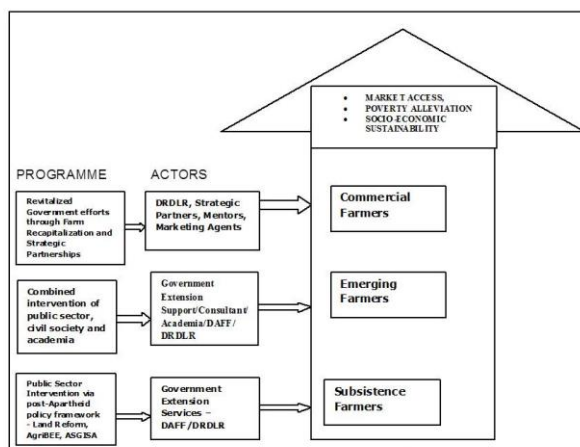 MARKET ACCESS,
POVERTY ALLEVIATION
SOCIO-ECONOMIC
SUSTAINABILITY
PROGRAMME
ACTORS
Revitalized
Government efforts
through Farm
Recapitalization and
Strategic
Partnerships
DRDLR, Strategic
Partners, Mentors,
Marketing Agents
Commercial
Farmers
Combined
intervention of
public sector,
civil society and
academia
Government
Extension
Support/Consultant/
Academia/DAFF/
DRDLR
Emerging
Farmers
Public Sector
Intervention via
post-Apartheid
policy framework
- Land Reform,
AgriBEE, ASGISA
Government
Extension
Services –
DAFF/DRDLR
Subsistence
Farmers